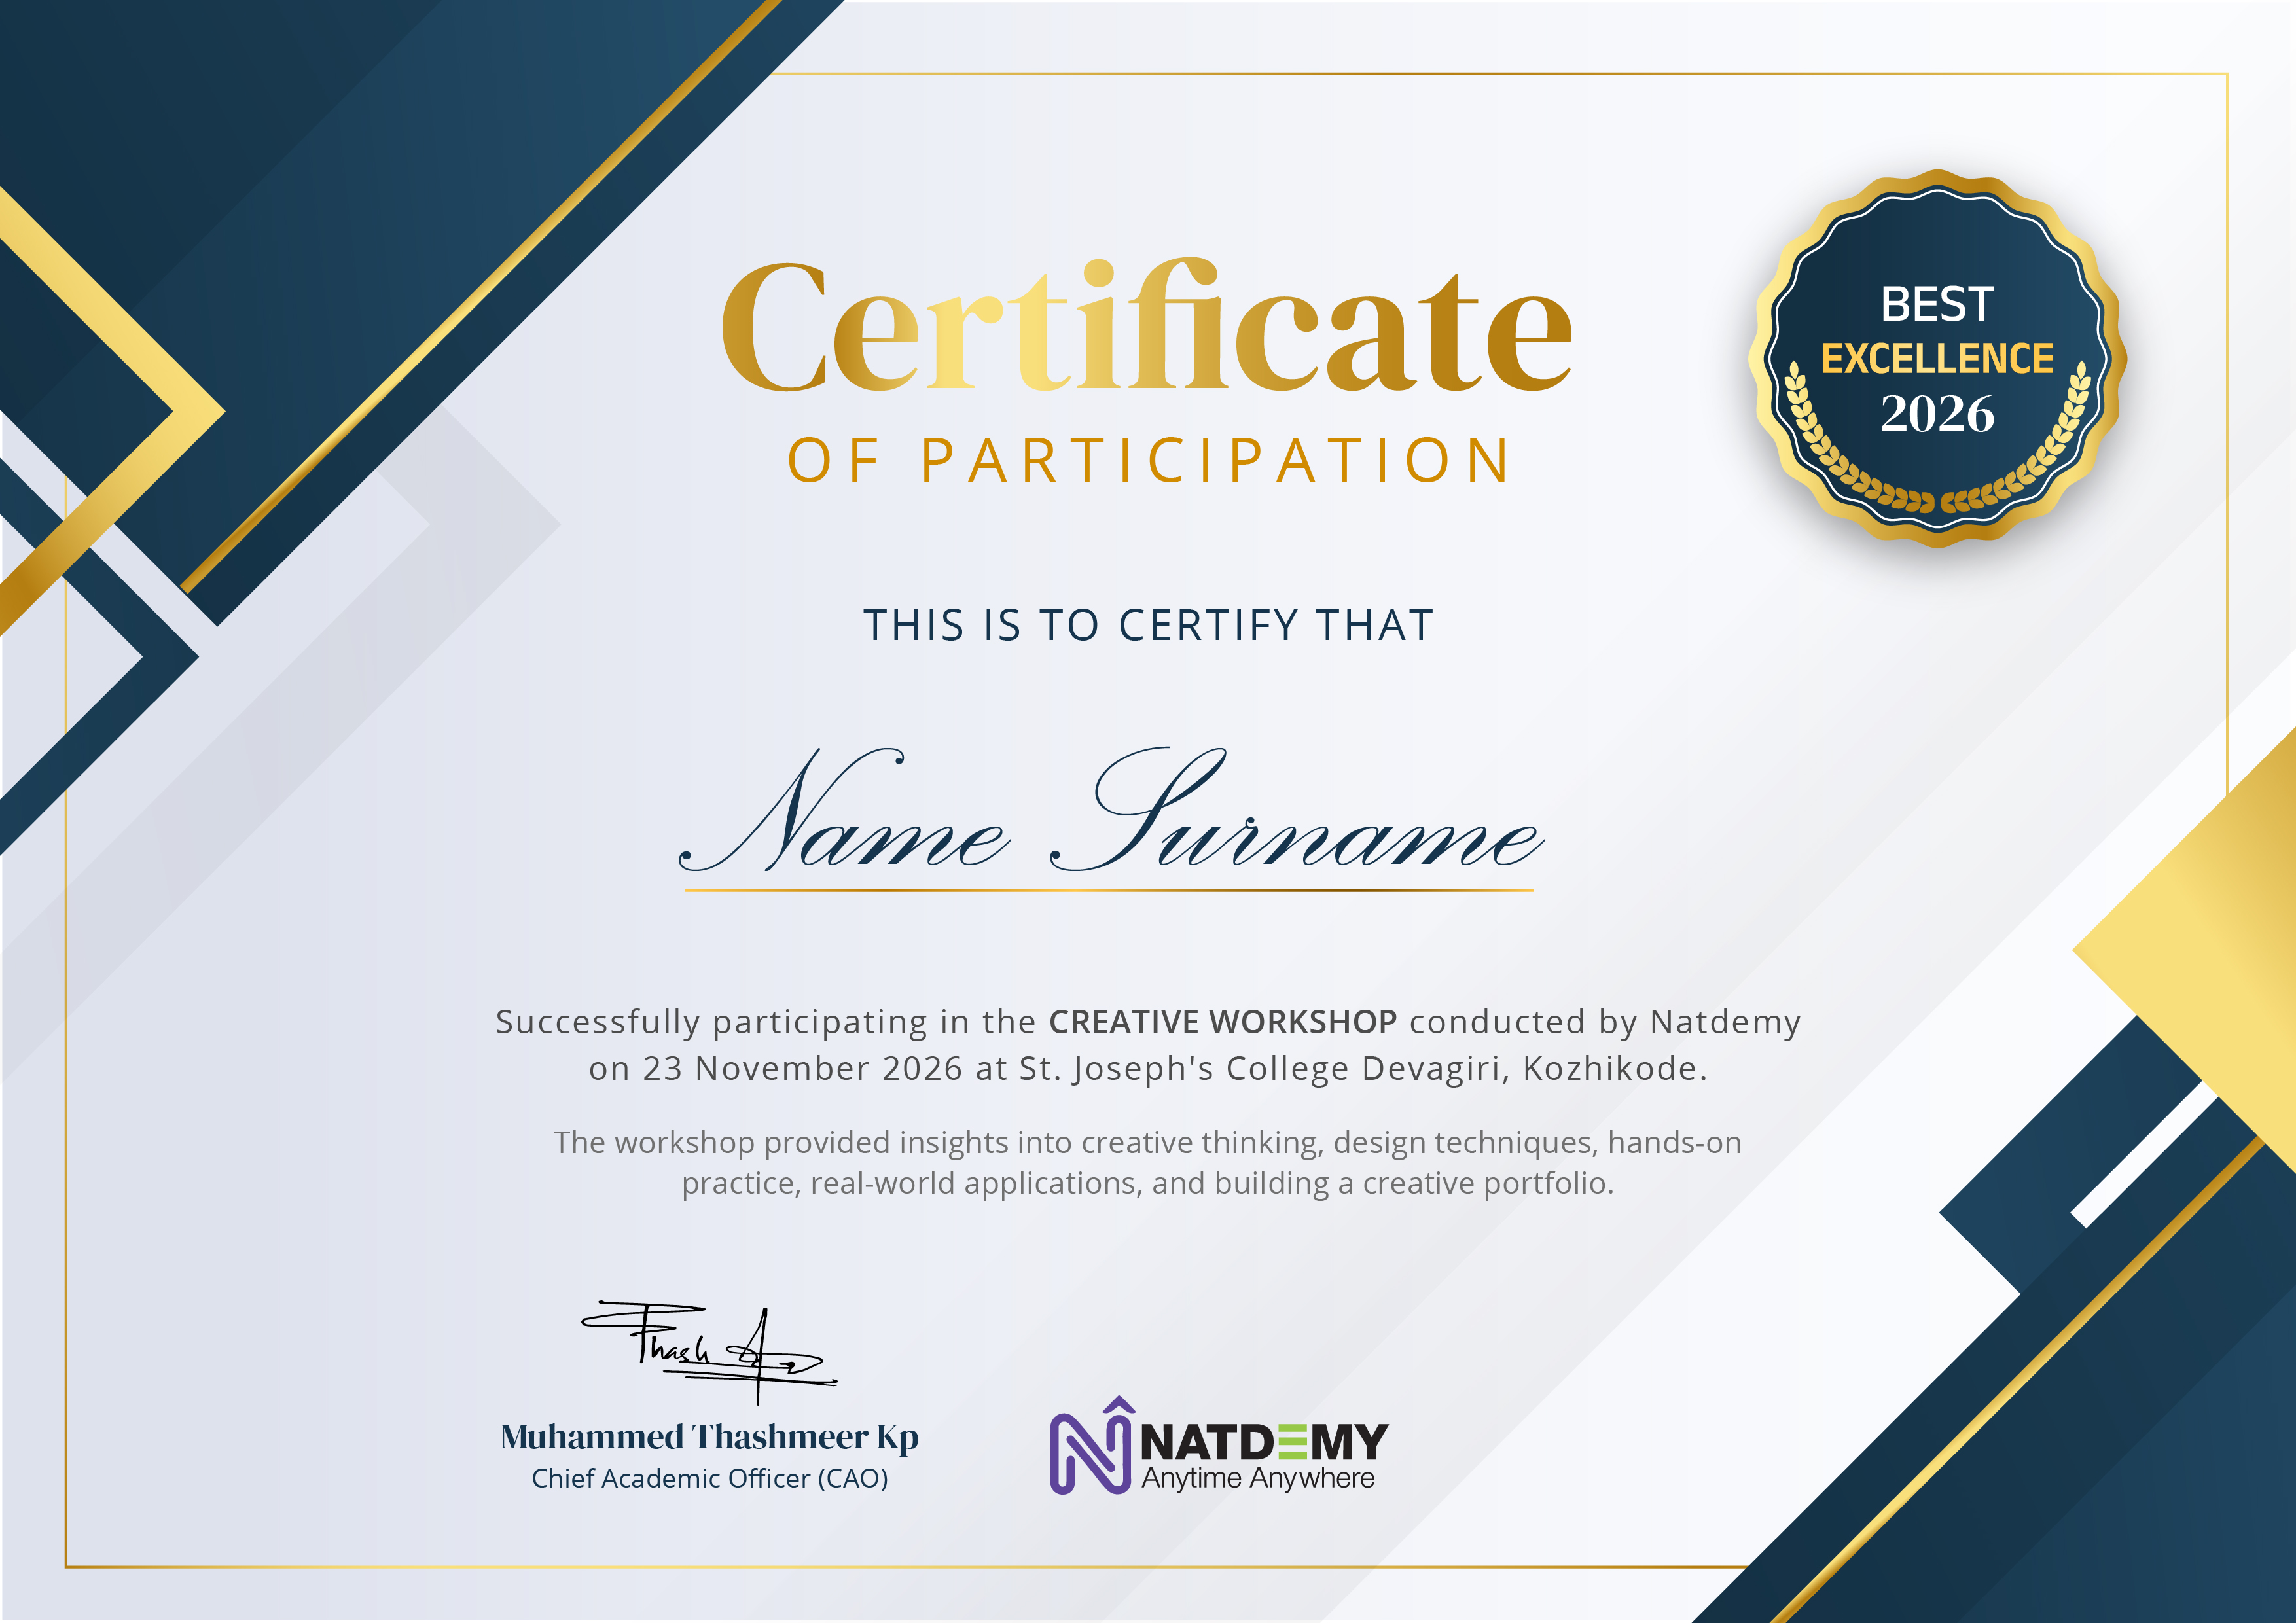 Certificate
OF PARTICIPATION
BEST
EXCELLENCE
2026
THIS IS TO CERTIFY THAT
Name Surname
Successfully participating in the CREATIVE WORKSHOP conducted by Natdemy
on 23 November 2026 at St. Joseph's College Devagiri, Kozhikode.
The workshop provided insights into creative thinking, design techniques, hands-on
practice, real-world applications, and building a creative portfolio.
Thash
Muhammed Thashmeer Kp
Chief Academic Officer (CAO)
NATDEMY
Anytime Anywhere